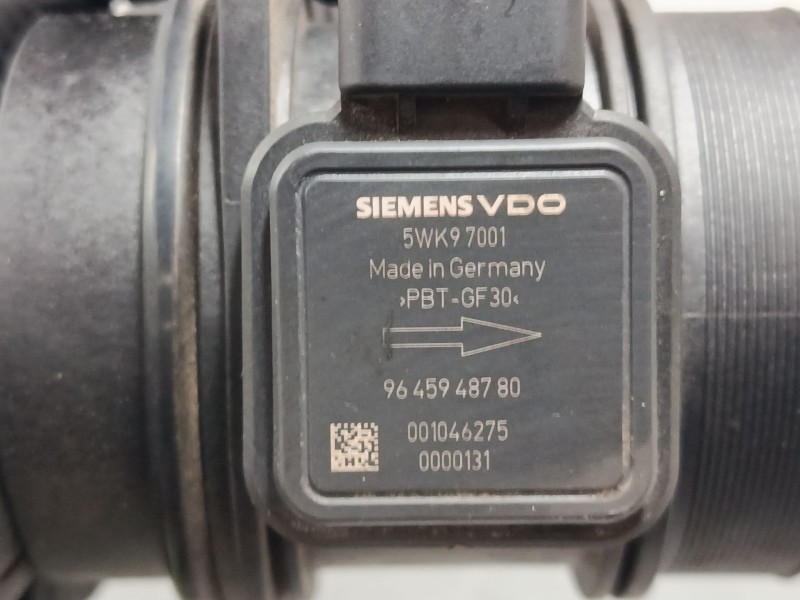 SIEMENS VDO
5WK9 7001
Made in Germany
›PBT-GF30‹
96 459 487 80
001046275
0000131